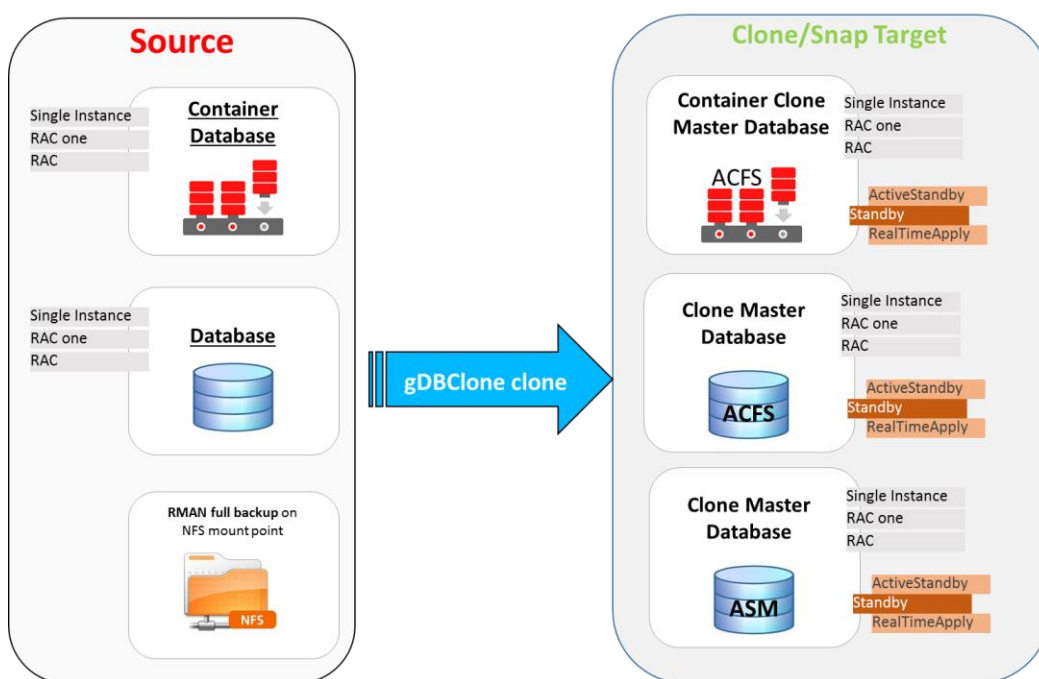 Source
Single Instance
RAC one
RAC
Container
Database
Single Instance
RAC one
RAC
Database
RMAN full backup on
NFS mount point
NFS
gDBClone clone
Clone/Snap Target
Container Clone
Master Database
ACFS
Single Instance
RAC one
RAC
ActiveStandby
Standby
RealTimeApply
Clone Master
Database
ACFS
Single Instance
RAC one
RAC
ActiveStandby
Standby
RealTimeApply
Clone Master
Database
ASM
Single Instance
RAC one
RAC
ActiveStandby
Standby
RealTimeApply